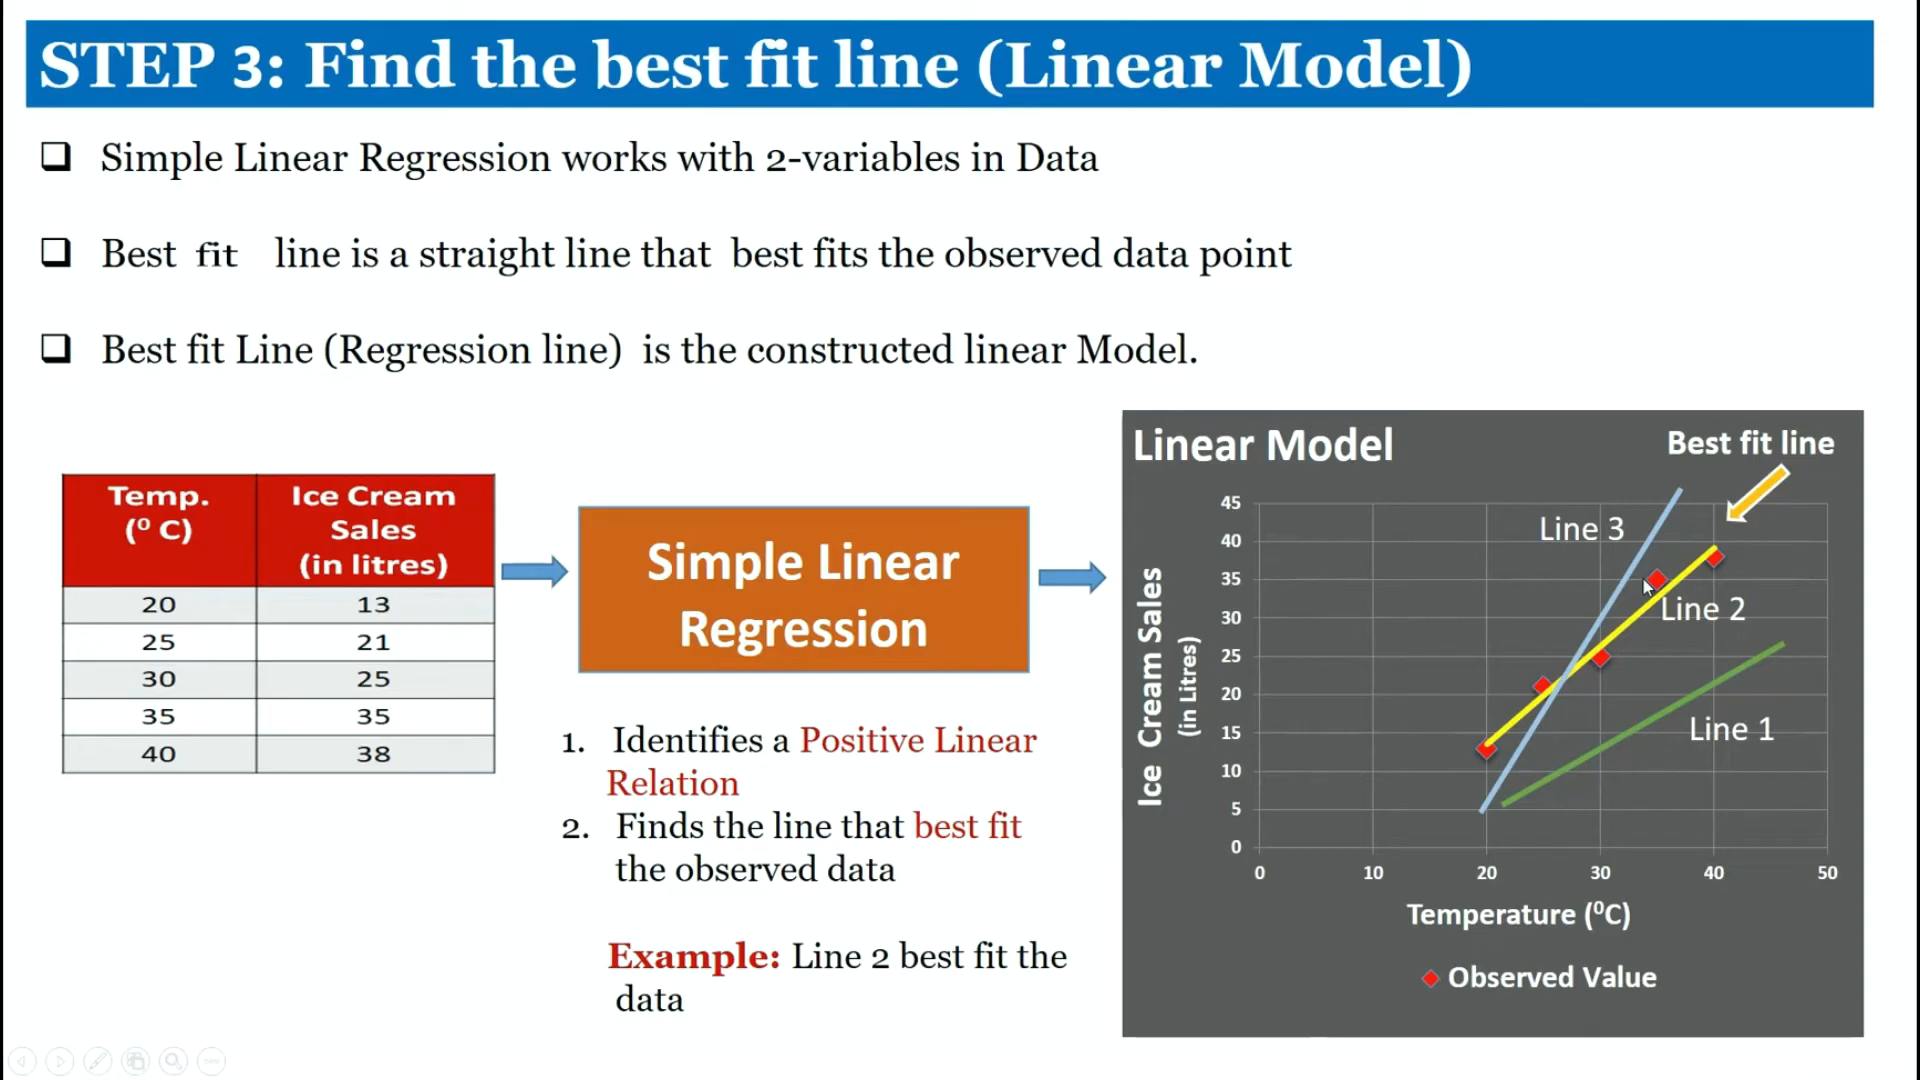 STEP 3: Find the best fit line (Linear Model)
❑ Simple Linear Regression works with 2-variables in Data
❑ Best fit line is a straight line that best fits the observed data point
❑ Best fit Line (Regression line) is the constructed linear Model.
Temp. (⁰ C)
Ice Cream Sales (in litres)
20 13
25 21
30 25
35 35
40 38
Simple Linear
Regression
1. Identifies a Positive Linear
Relation
2. Finds the line that best fit
the observed data
Example: Line 2 best fit the
data
Linear Model
Best fit line
Line 3
Line 2
Line 1
45
40
35
30
25
20
15
10
5
0
0 10 20 30 40 50
Ice Cream Sales
(in Litres)
Temperature (⁰C)
Observed Value